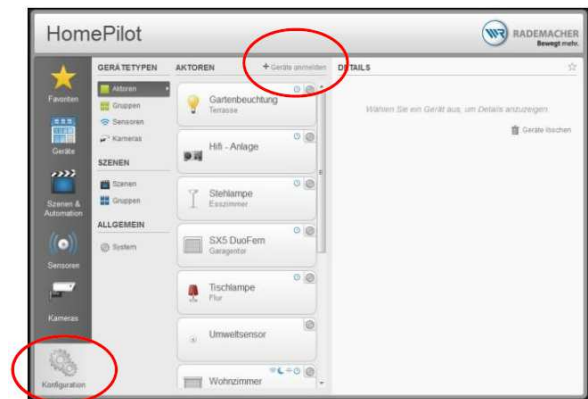 HomePilot
WR RADEMACHER
Bewegt mehr.
GERÄTETYPEN
AKTOREN
+ Geräte anmelden
DETAILS
Favoriten
Geräte
Szenen &
Automation
Sensoren
Kameras
Konfiguration
Aktoren
Gruppen
Sensoren
Kameras
SZENEN
Szenen
Gruppen
ALLGEMEIN
System
Gartenbeuchtung
Terrasse
Hifi - Anlage
Stehlampe
Esszimmer
SX5 DuoFern
Garagentor
Tischlampe
Flur
Umweltsensor
Wohnzimmer
Wählen Sie ein Gerät aus, um Details anzuzeigen.
Geräte löschen